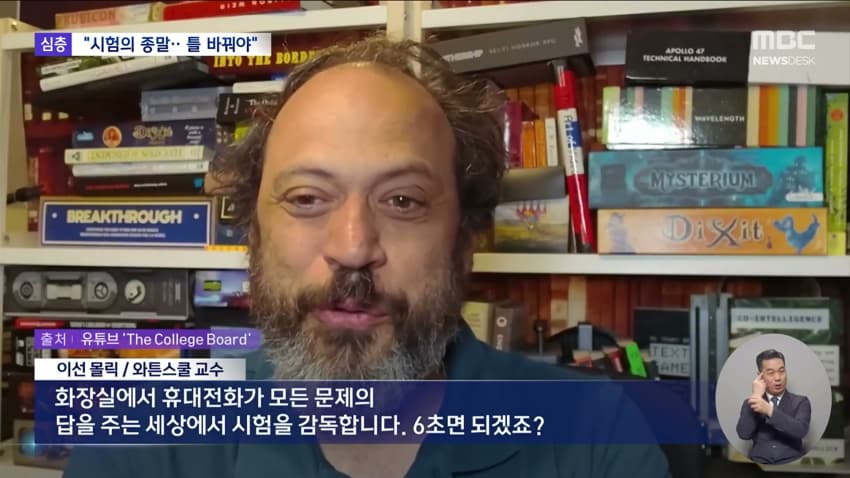 심층
"시험의 종말‥ 틀 바꿔야"
MBC
NEWSDESK
RUBICON
INTO THE BORDER
SCI-FI HORROR RPG
APOLLO 47
TECHNICAL HANDBOOK
WAVELENGTH
MYSTERIUM
DiXit
BREAKTHROUGH
CO-INTELLIGENCE
출처 | 유튜브 'The College Board'
이선 몰릭 / 와튼스쿨 교수
화장실에서 휴대전화가 모든 문제의
답을 주는 세상에서 시험을 감독합니다. 6초면 되겠죠?